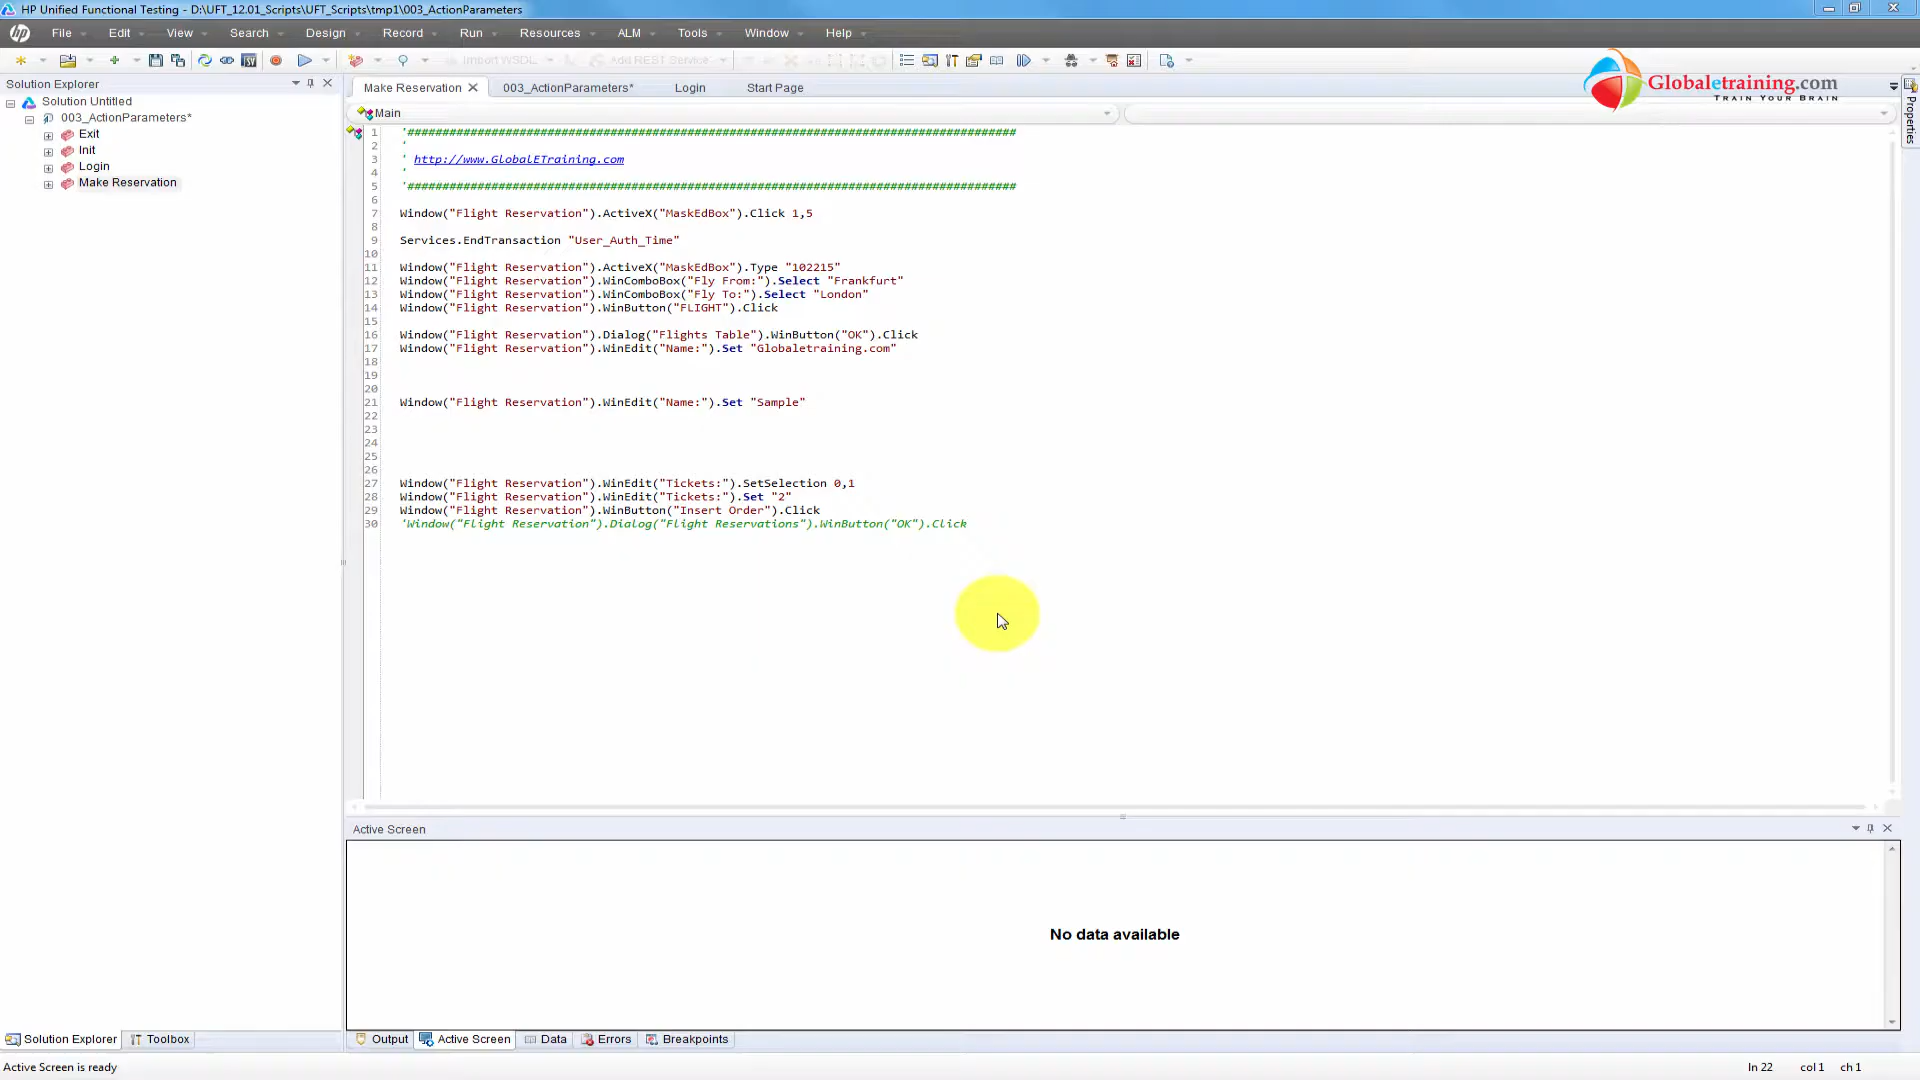 HP Unified Functional Testing - D:\UFT_12.01_Scripts\UFT_Scripts\tmp1\003_ActionParameters
File Edit View Search Design Record Run Resources ALM Tools Window Help
Import WSDL Add REST Service
Globaletraining.com
TRAIN YOUR BRAIN
Solution Explorer
Make Reservation 003_ActionParameters* Login Start Page
Properties
Solution Untitled
003_ActionParameters*
Exit
Init
Login
Make Reservation
Main
1 '#######################################################################################
2 '
3 ' http://www.GlobalETraining.com
4 '
5 '#######################################################################################
6
7 Window("Flight Reservation").ActiveX("MaskEdBox").Click 1,5
8
9 Services.EndTransaction "User_Auth_Time"
10
11 Window("Flight Reservation").ActiveX("MaskEdBox").Type "102215"
12 Window("Flight Reservation").WinComboBox("Fly From:").Select "Frankfurt"
13 Window("Flight Reservation").WinComboBox("Fly To:").Select "London"
14 Window("Flight Reservation").WinButton("FLIGHT").Click
15
16 Window("Flight Reservation").Dialog("Flights Table").WinButton("OK").Click
17 Window("Flight Reservation").WinEdit("Name:").Set "Globaletraining.com"
18
19
20
21 Window("Flight Reservation").WinEdit("Name:").Set "Sample"
22
23
24
25
26
27 Window("Flight Reservation").WinEdit("Tickets:").SetSelection 0,1
28 Window("Flight Reservation").WinEdit("Tickets:").Set "2"
29 Window("Flight Reservation").WinButton("Insert Order").Click
30 'Window("Flight Reservation").Dialog("Flight Reservations").WinButton("OK").Click
Active Screen
No data available
Solution Explorer Toolbox
Output Active Screen Data Errors Breakpoints
Active Screen is ready
ln 22 col 1 ch 1